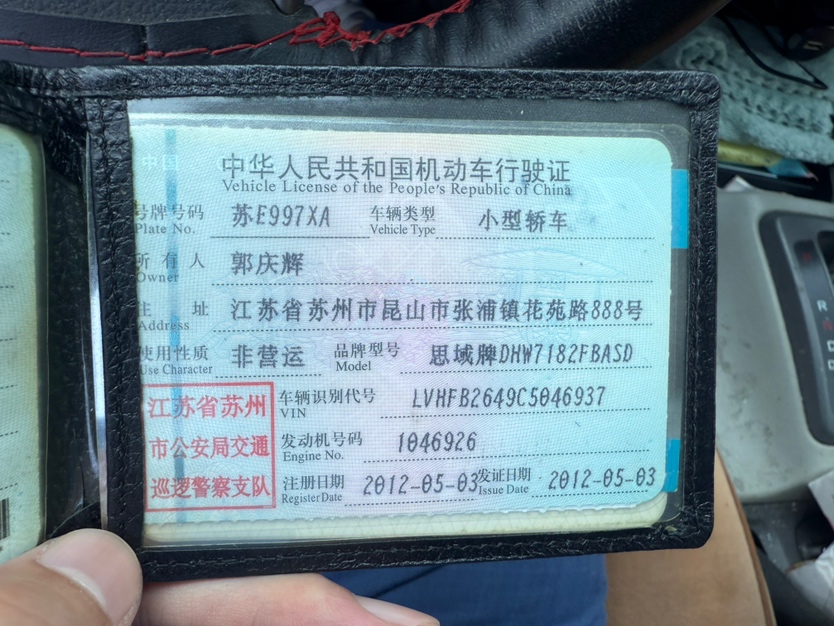 中国
中华人民共和国机动车行驶证
Vehicle License of the People's Republic of China
号牌号码 苏E997XA 车辆类型 小型轿车
Plate No. Vehicle Type
所有人 郭庆辉
Owner
住址 江苏省苏州市昆山市张浦镇花苑路888号
Address
使用性质 非营运 品牌型号 思域牌DHW7182FBASD
Use Character Model
江苏省苏州 车辆识别代号 LVHFB2649C5046937
VIN
市公安局交通 发动机号码 1046926
Engine No.
巡逻警察支队 注册日期 2012-05-03 发证日期 2012-05-03
Register Date Issue Date
R
D